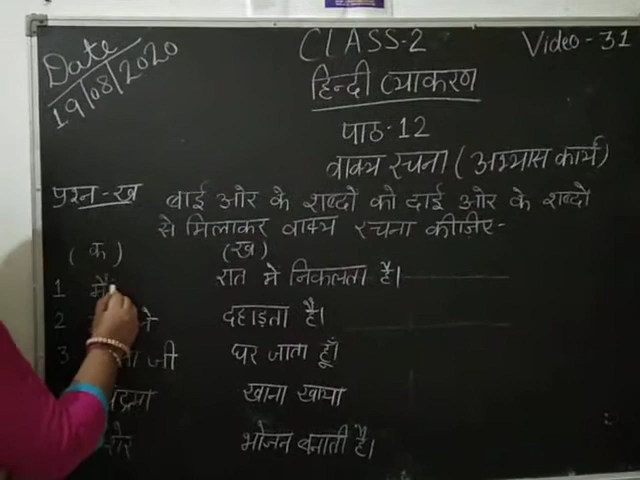 Date
19/08/2020
CLASS-2
Video - 31
हिन्दी व्याकरण
पाठ-12
वाक्य रचना (अभ्यास कार्य)
प्रश्न-ख बाई ओर के शब्दों को दाई ओर के शब्दों
से मिलाकर वाक्य रचना कीज़िए-
(क) (ख)
1 मैं रात मे निकलता है।
2 दहाड़ता है।
3 जी घर जाता हूँ।
खाना खाया
भोजन बनाती है।